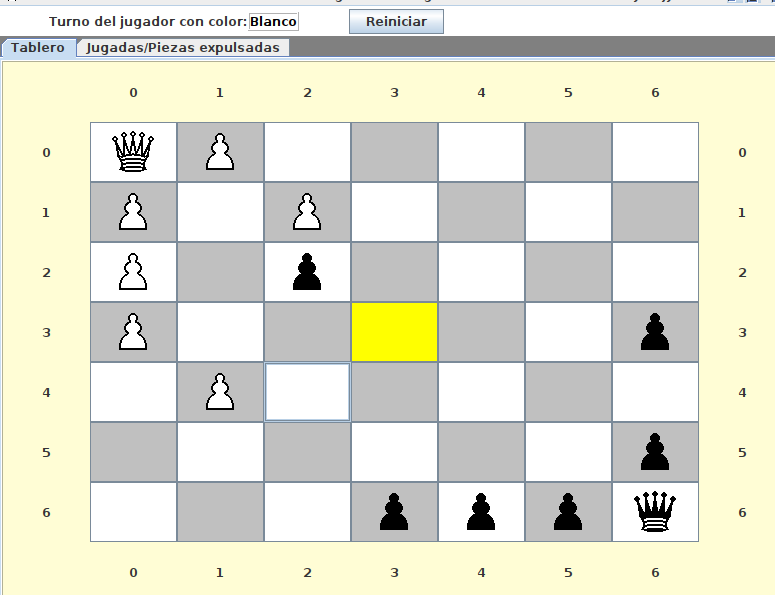 Turno del jugador con color: Blanco Reiniciar
Tablero Jugadas/Piezas expulsadas
0 1 2 3 4 5 6
0 0
1 1
2 2
3 3
4 4
5 5
6 6
0 1 2 3 4 5 6